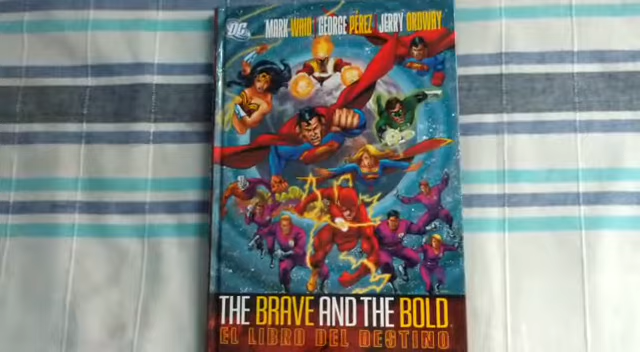 DC
MARK WAID GEORGE PÉREZ JERRY ORDWAY
THE BRAVE AND THE BOLD
EL LIBRO DEL DESTINO